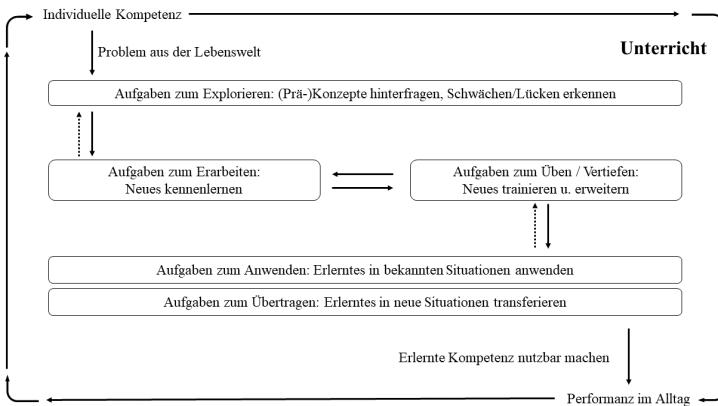 Individuelle Kompetenz
Problem aus der Lebenswelt
Unterricht
Aufgaben zum Explorieren: (Prä-)Konzepte hinterfragen, Schwächen/Lücken erkennen
Aufgaben zum Erarbeiten:
Neues kennenlernen
Aufgaben zum Üben / Vertiefen:
Neues trainieren u. erweitern
Aufgaben zum Anwenden: Erlerntes in bekannten Situationen anwenden
Aufgaben zum Übertragen: Erlerntes in neue Situationen transferieren
Erlernte Kompetenz nutzbar machen
Performanz im Alltag